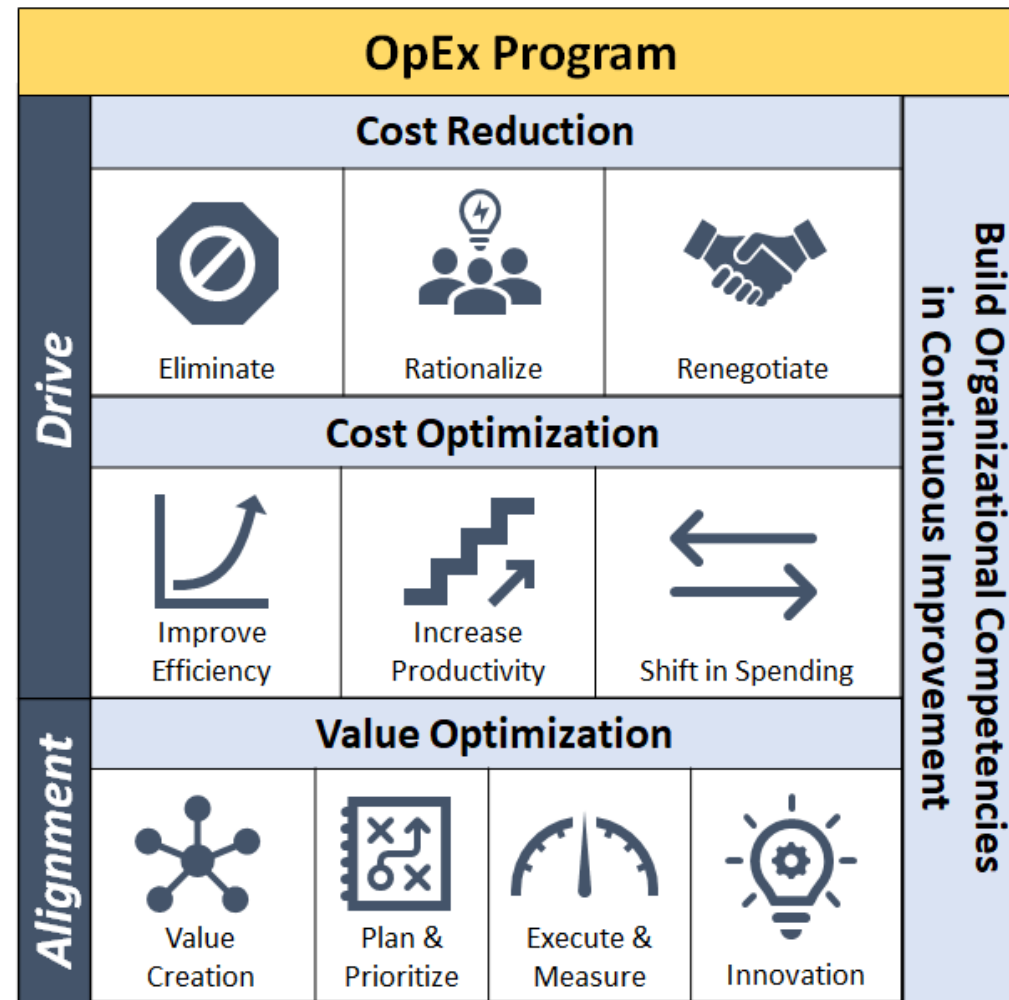 OpEx Program
Drive
Cost Reduction
Eliminate
Rationalize
Renegotiate
Cost Optimization
Improve
Efficiency
Increase
Productivity
Shift in Spending
Alignment
Value Optimization
Value
Creation
Plan &
Prioritize
Execute &
Measure
Innovation
Build Organizational Competencies
in Continuous Improvement